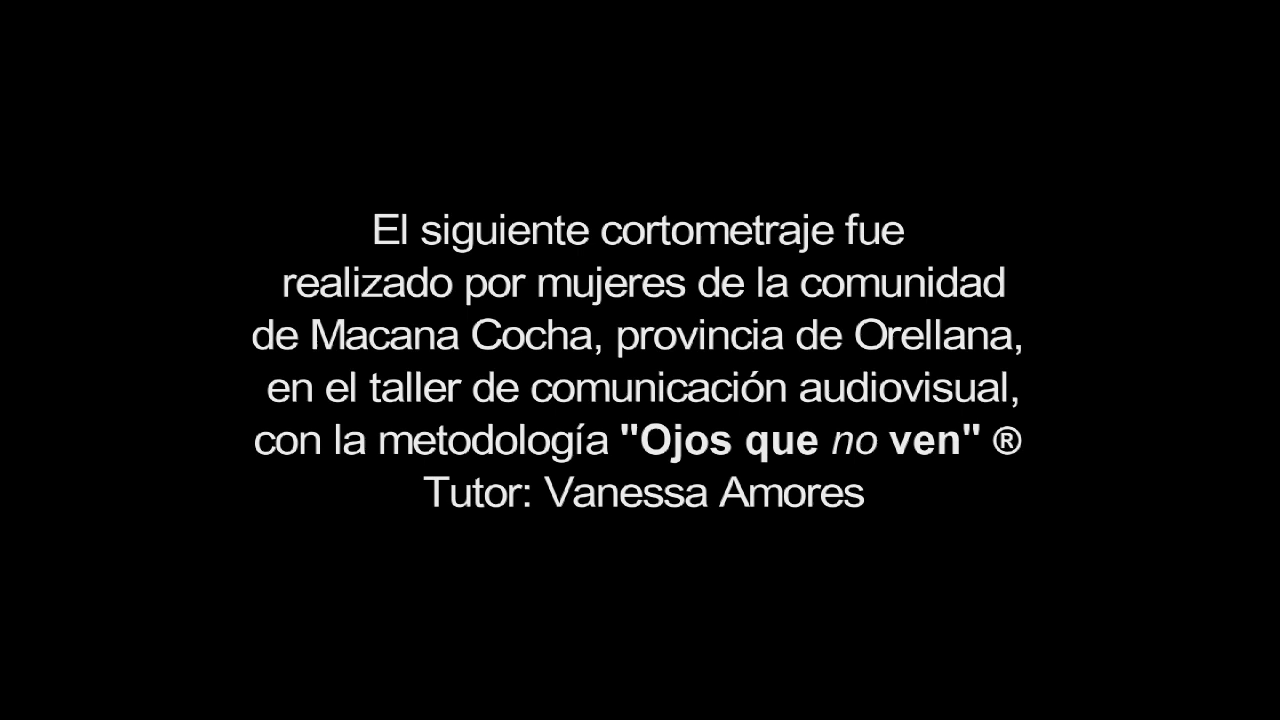 El siguiente cortometraje fue
realizado por mujeres de la comunidad
de Macana Cocha, provincia de Orellana,
en el taller de comunicación audiovisual,
con la metodología "Ojos que no ven" ®
Tutor: Vanessa Amores